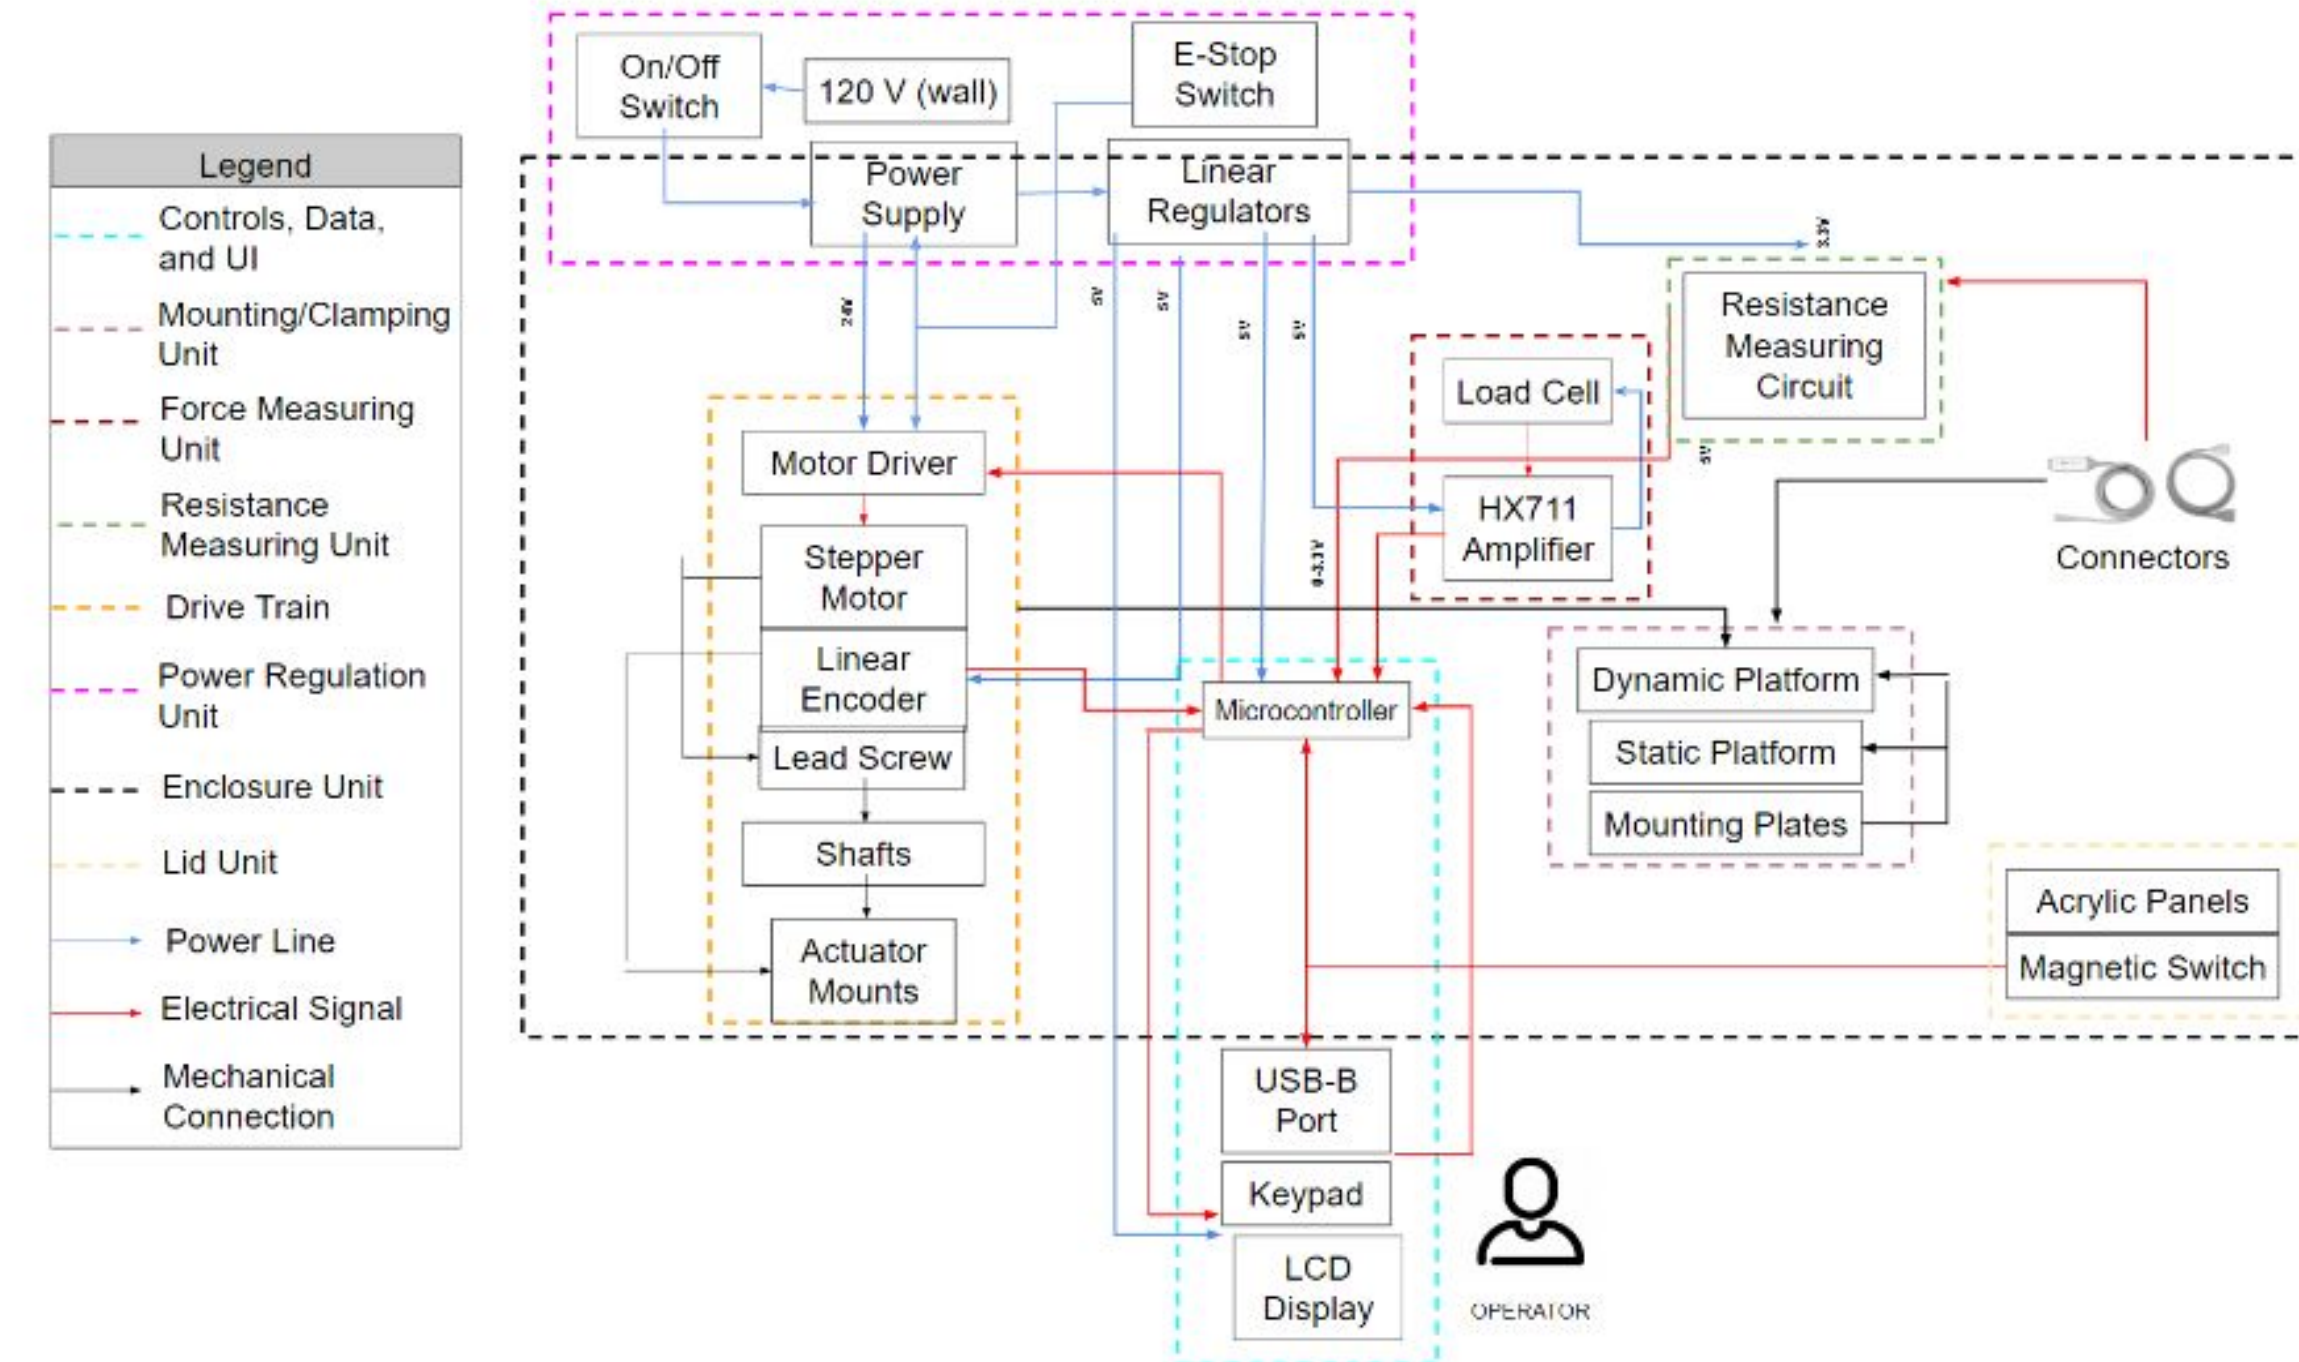 Legend
Controls, Data,
and UI
Mounting/Clamping
Unit
Force Measuring
Unit
Resistance
Measuring Unit
Drive Train
Power Regulation
Unit
Enclosure Unit
Lid Unit
Power Line
Electrical Signal
Mechanical
Connection
On/Off
Switch
120 V (wall)
E-Stop
Switch
Power
Supply
Linear
Regulators
3.3V
24V
5V
5V
5V
5V
Resistance
Measuring
Circuit
5V
Load Cell
HX711
Amplifier
0-3.3V
Connectors
Motor Driver
Stepper
Motor
Linear
Encoder
Lead Screw
Shafts
Actuator
Mounts
Microcontroller
Dynamic Platform
Static Platform
Mounting Plates
Acrylic Panels
Magnetic Switch
USB-B
Port
Keypad
LCD
Display
OPERATOR